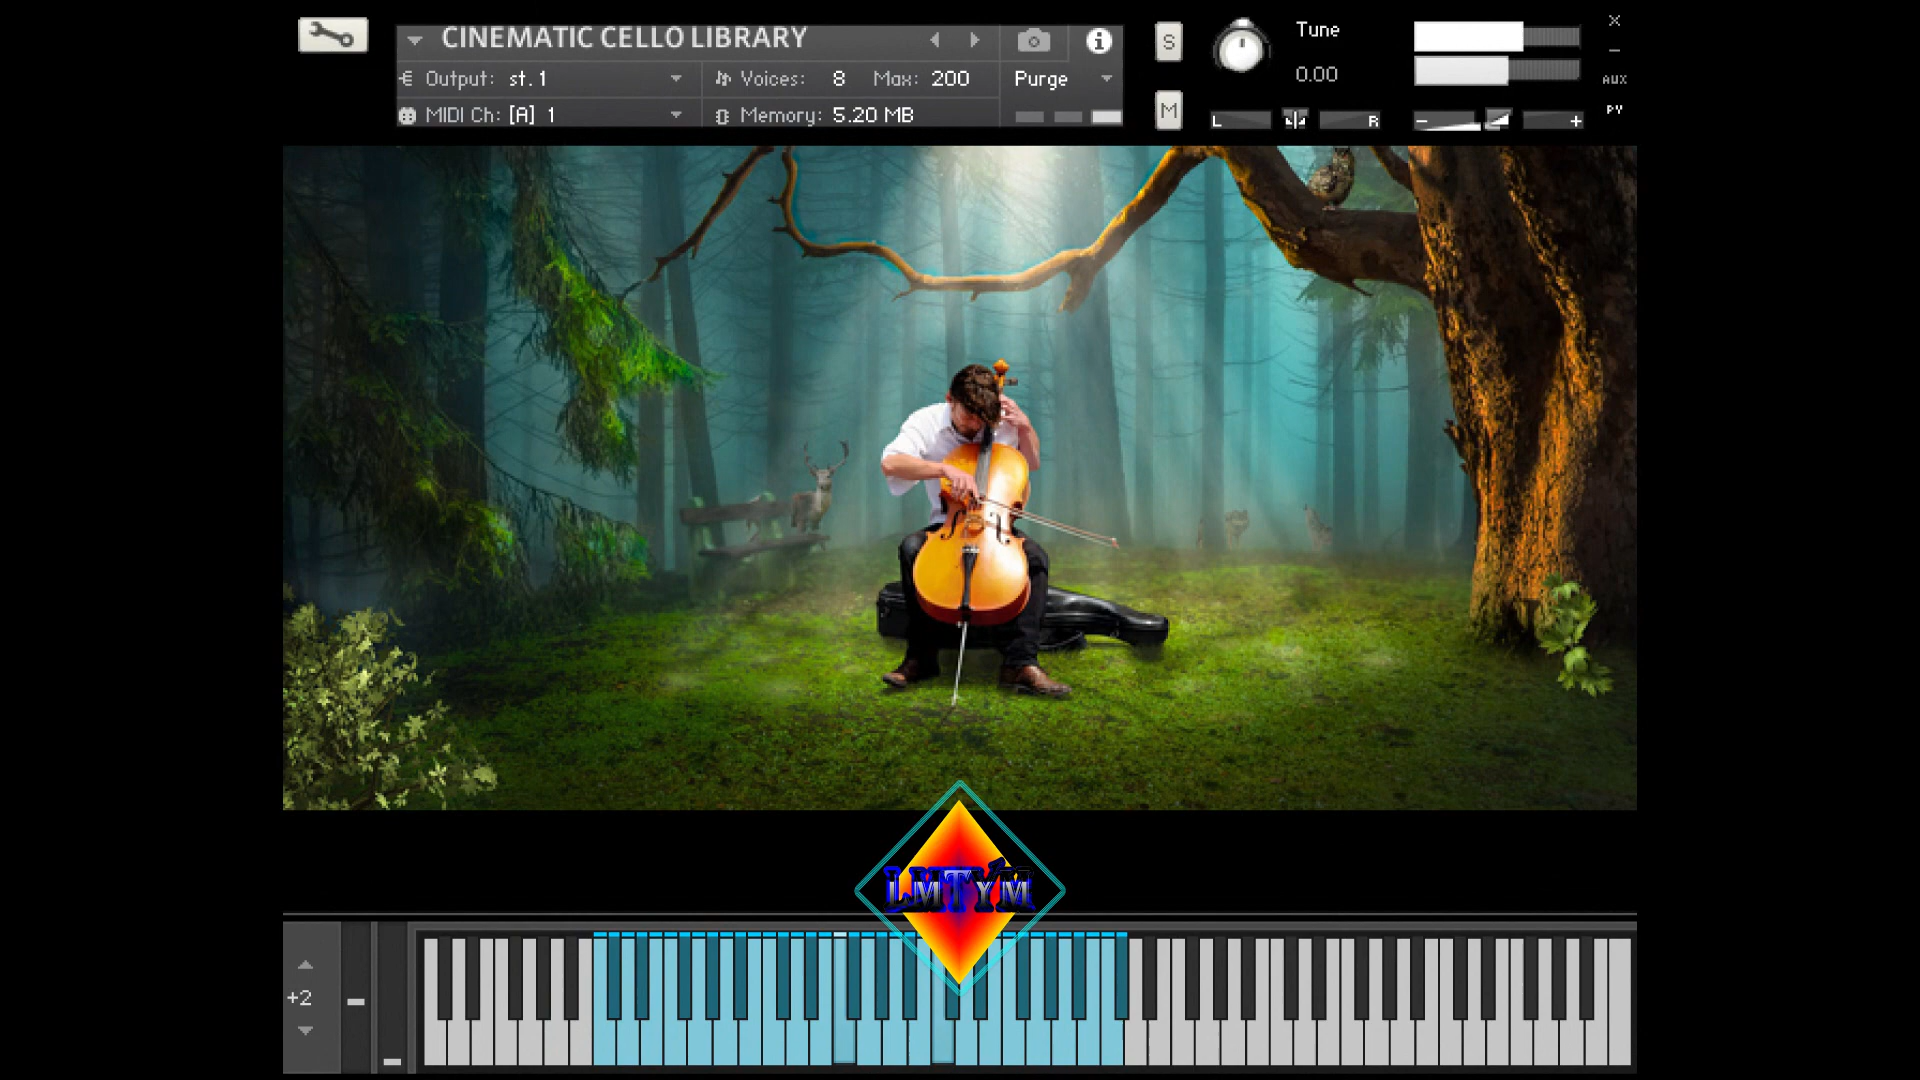 CINEMATIC CELLO LIBRARY
Output: st. 1
Voices: 8 Max: 200
Purge
MIDI Ch: [A] 1
Memory: 5.20 MB
S
M
Tune
0.00
L
R
−
+
×
−
AUX
PV
LMTYM
+2